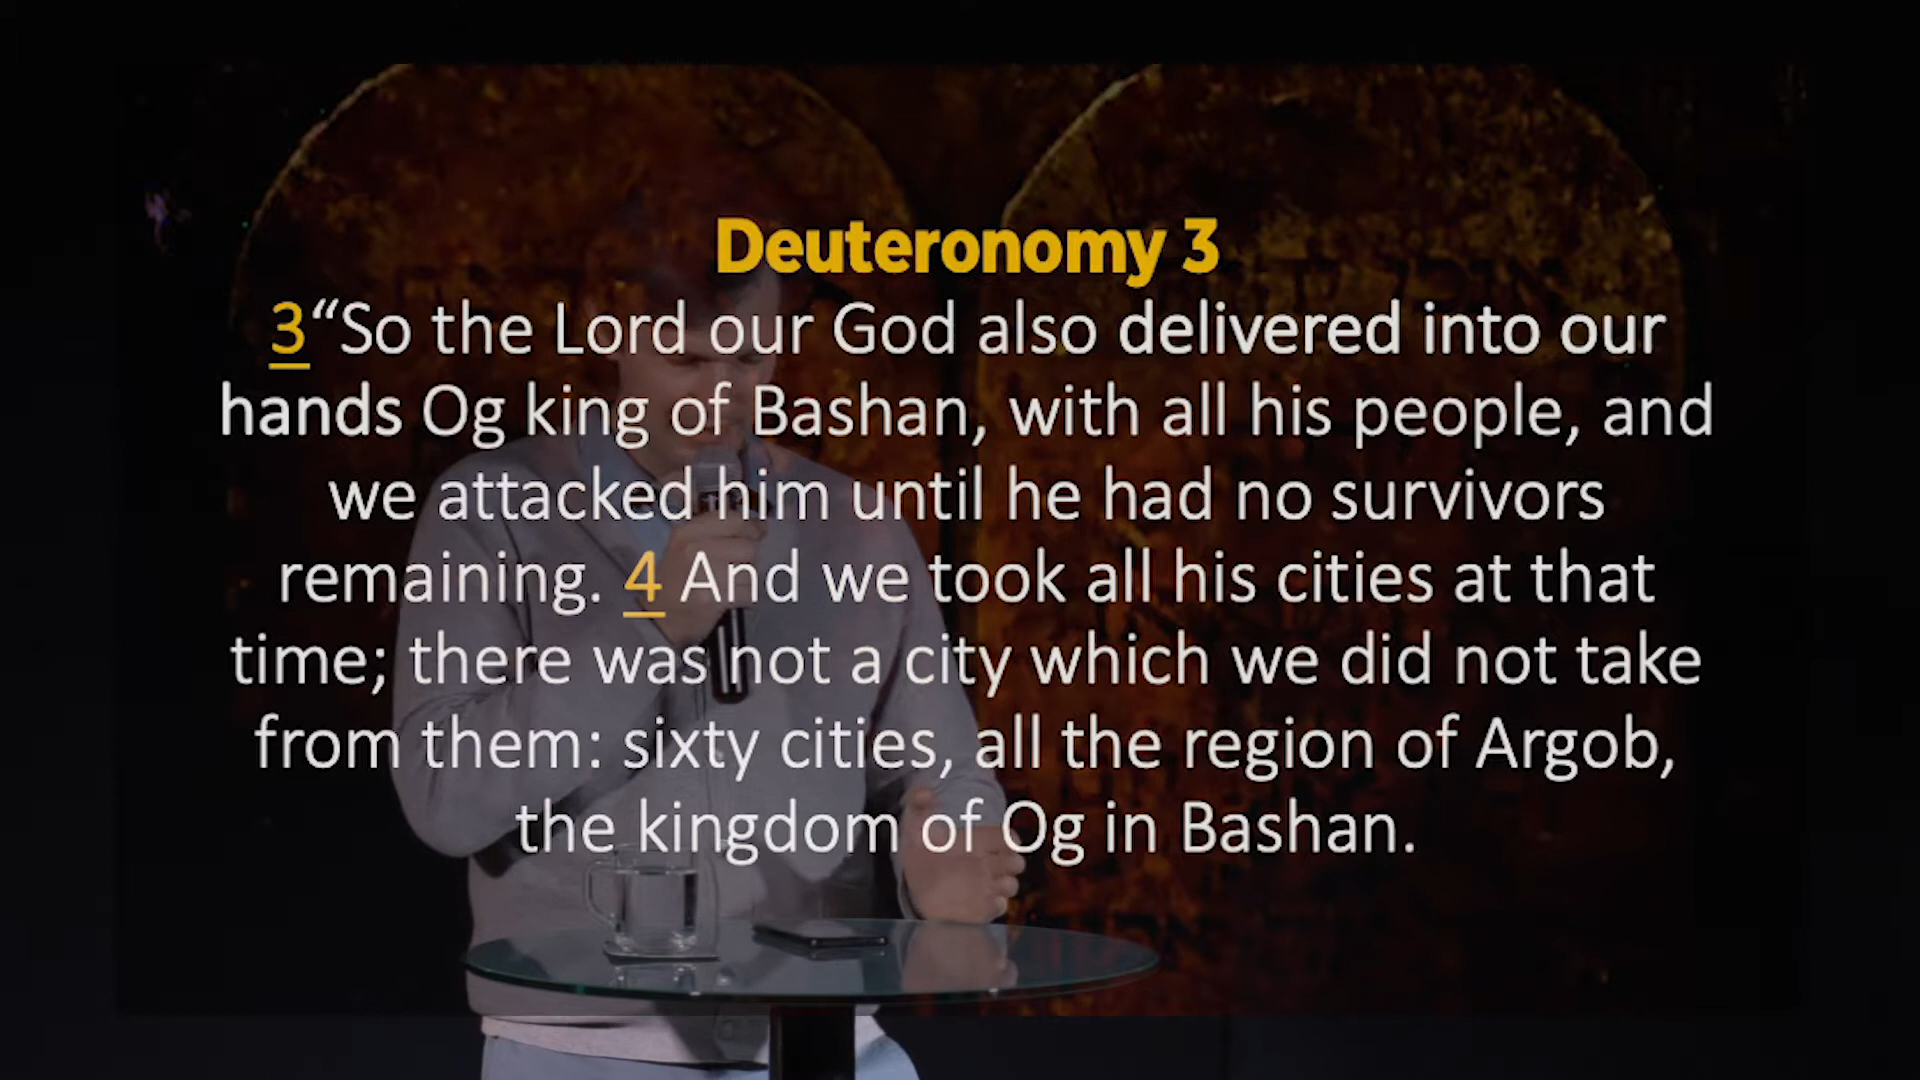 Deuteronomy 3
3“So the Lord our God also delivered into our
hands Og king of Bashan, with all his people, and
we attacked him until he had no survivors
remaining. 4 And we took all his cities at that
time; there was not a city which we did not take
from them: sixty cities, all the region of Argob,
the kingdom of Og in Bashan.